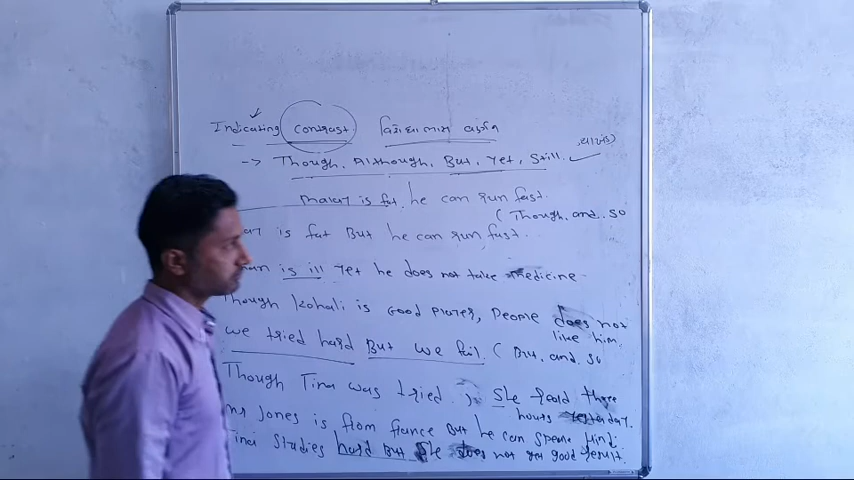 Indicating contrast વિરોધાભાસ દર્શાવ
-> Though, Although, But, Yet, Still.
malay is fat. he can run fast.
(Though, and, so
is fat But he can run fast.
is ill Yet he does not take medicine
Though Kohali is Good Player, People does not
like him.
we tried hard But we fail. (But, and, so
Though Tina was tried, She read three
hours yesterday.
Mr Jones is from france But he can speak Hindi.
Tina Studies hard But She does not get good result.